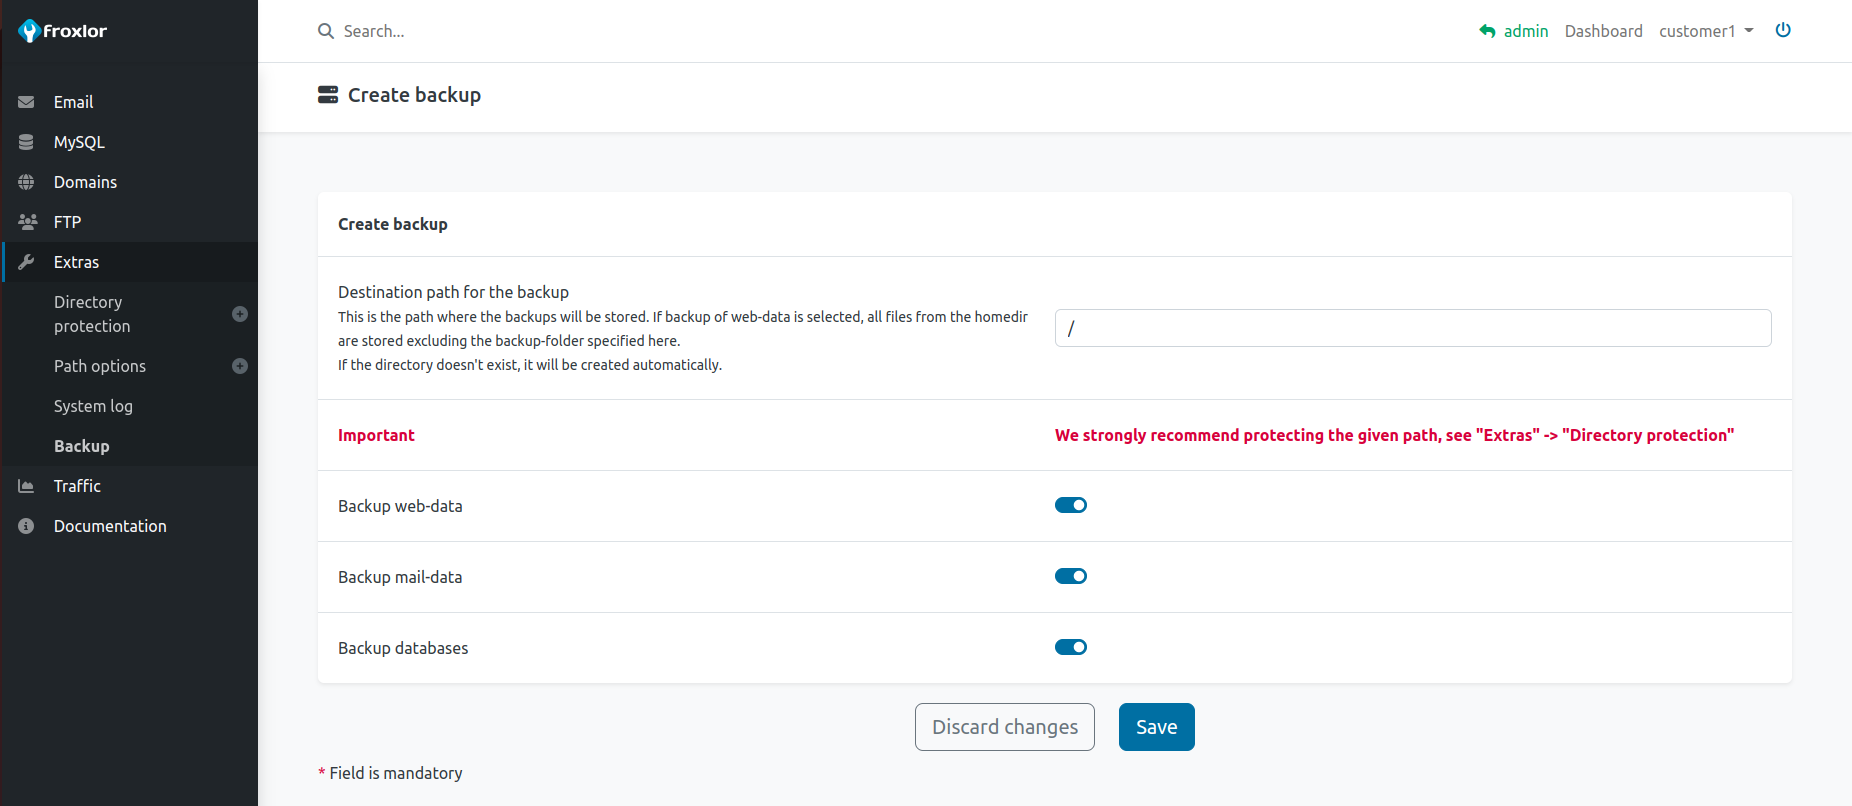 froxlor
Search...
admin
Dashboard
customer1
Email
MySQL
Domains
FTP
Extras
Directory
protection
Path options
System log
Backup
Traffic
Documentation
Create backup
Create backup
Destination path for the backup
This is the path where the backups will be stored. If backup of web-data is selected, all files from the homedir
are stored excluding the backup-folder specified here.
If the directory doesn't exist, it will be created automatically.
/
Important
We strongly recommend protecting the given path, see "Extras" -> "Directory protection"
Backup web-data
Backup mail-data
Backup databases
Discard changes
Save
* Field is mandatory